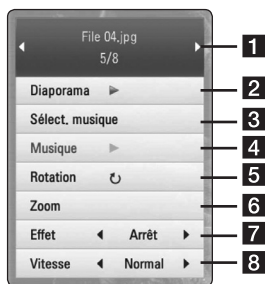 File 04.jpg
5/8
1
Diaporama
2
Sélect. musique
3
Musique
4
Rotation
5
Zoom
6
Effet Arrêt
7
Vitesse Normal
8